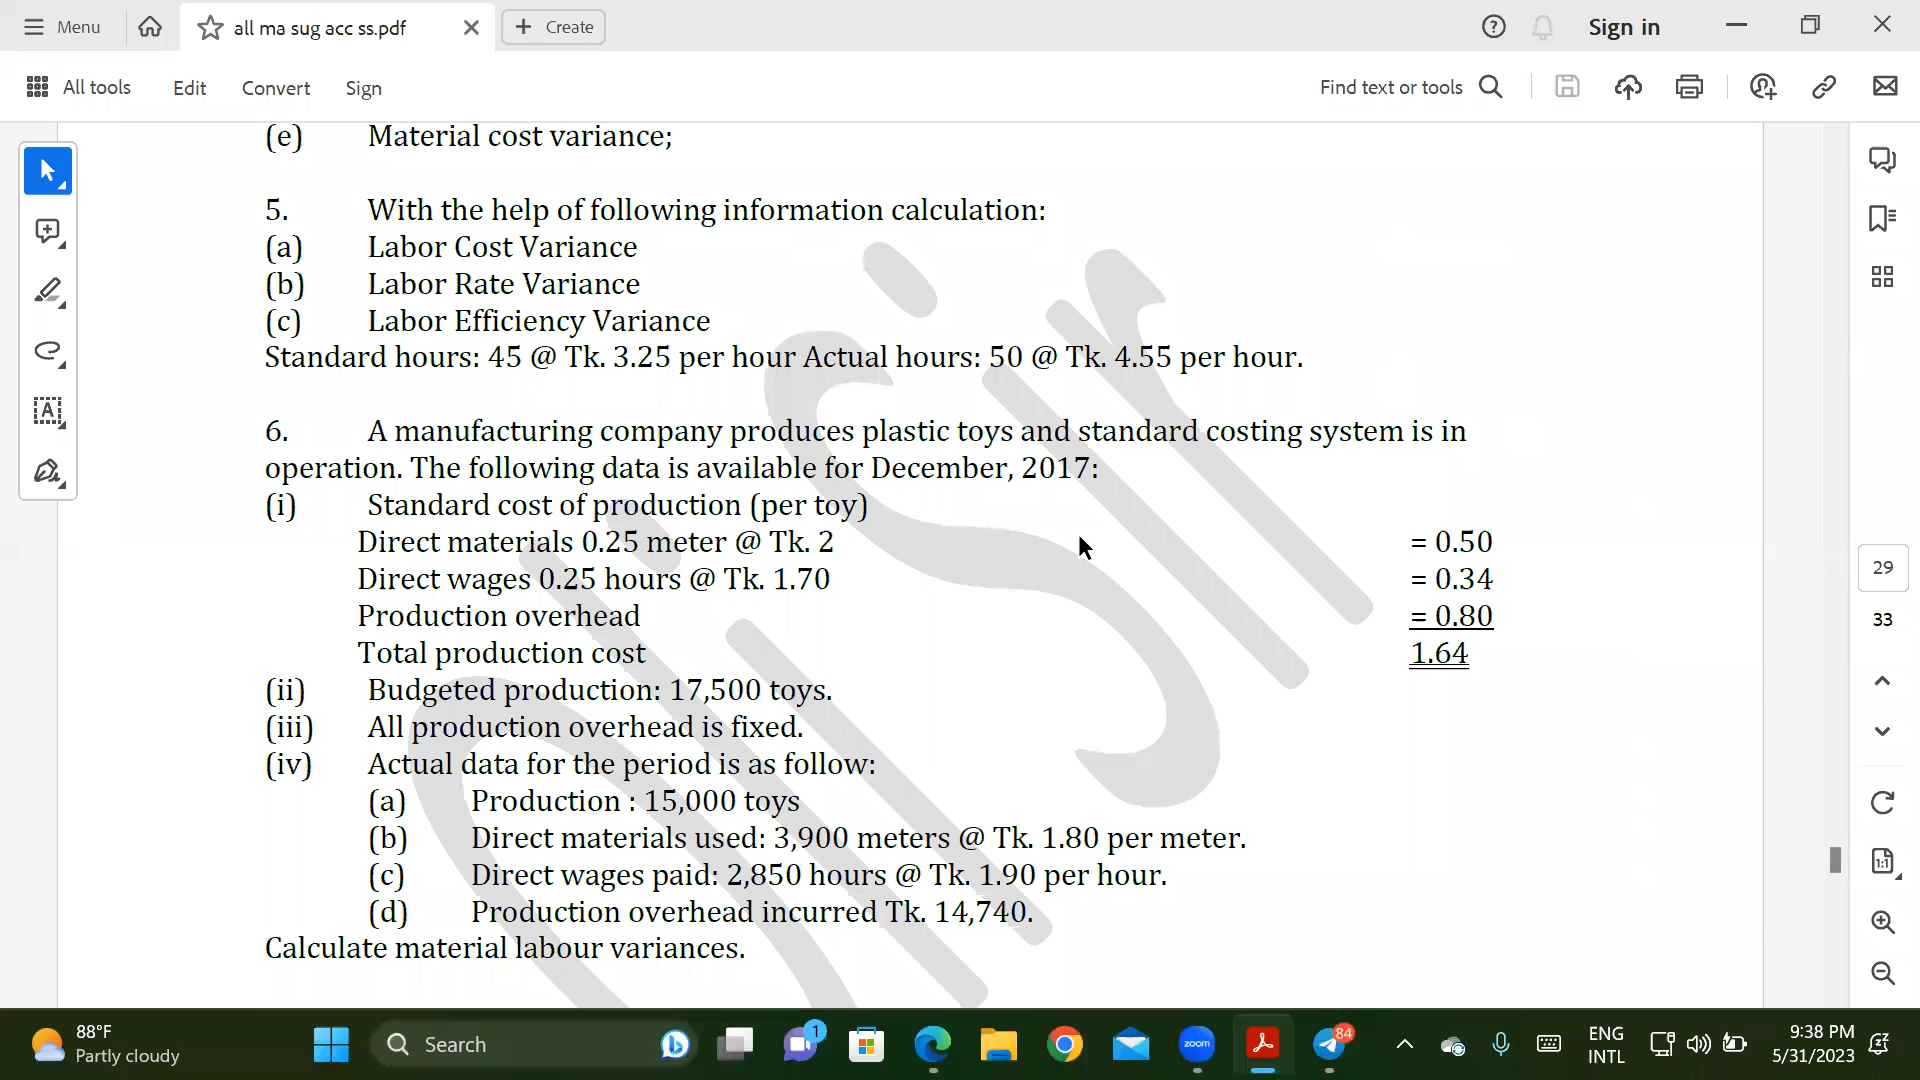 Menu
all ma sug acc ss.pdf
Create
Sign in
All tools
Edit
Convert
Sign
Find text or tools
(e) Material cost variance;
5. With the help of following information calculation:
(a) Labor Cost Variance
(b) Labor Rate Variance
(c) Labor Efficiency Variance
Standard hours: 45 @ Tk. 3.25 per hour Actual hours: 50 @ Tk. 4.55 per hour.
6. A manufacturing company produces plastic toys and standard costing system is in
operation. The following data is available for December, 2017:
(i) Standard cost of production (per toy)
Direct materials 0.25 meter @ Tk. 2 = 0.50
Direct wages 0.25 hours @ Tk. 1.70 = 0.34
Production overhead = 0.80
Total production cost 1.64
(ii) Budgeted production: 17,500 toys.
(iii) All production overhead is fixed.
(iv) Actual data for the period is as follow:
(a) Production : 15,000 toys
(b) Direct materials used: 3,900 meters @ Tk. 1.80 per meter.
(c) Direct wages paid: 2,850 hours @ Tk. 1.90 per hour.
(d) Production overhead incurred Tk. 14,740.
Calculate material labour variances.
29
33
1:1
88°F
Partly cloudy
Search
1
zoom
84
ENG
INTL
9:38 PM
5/31/2023